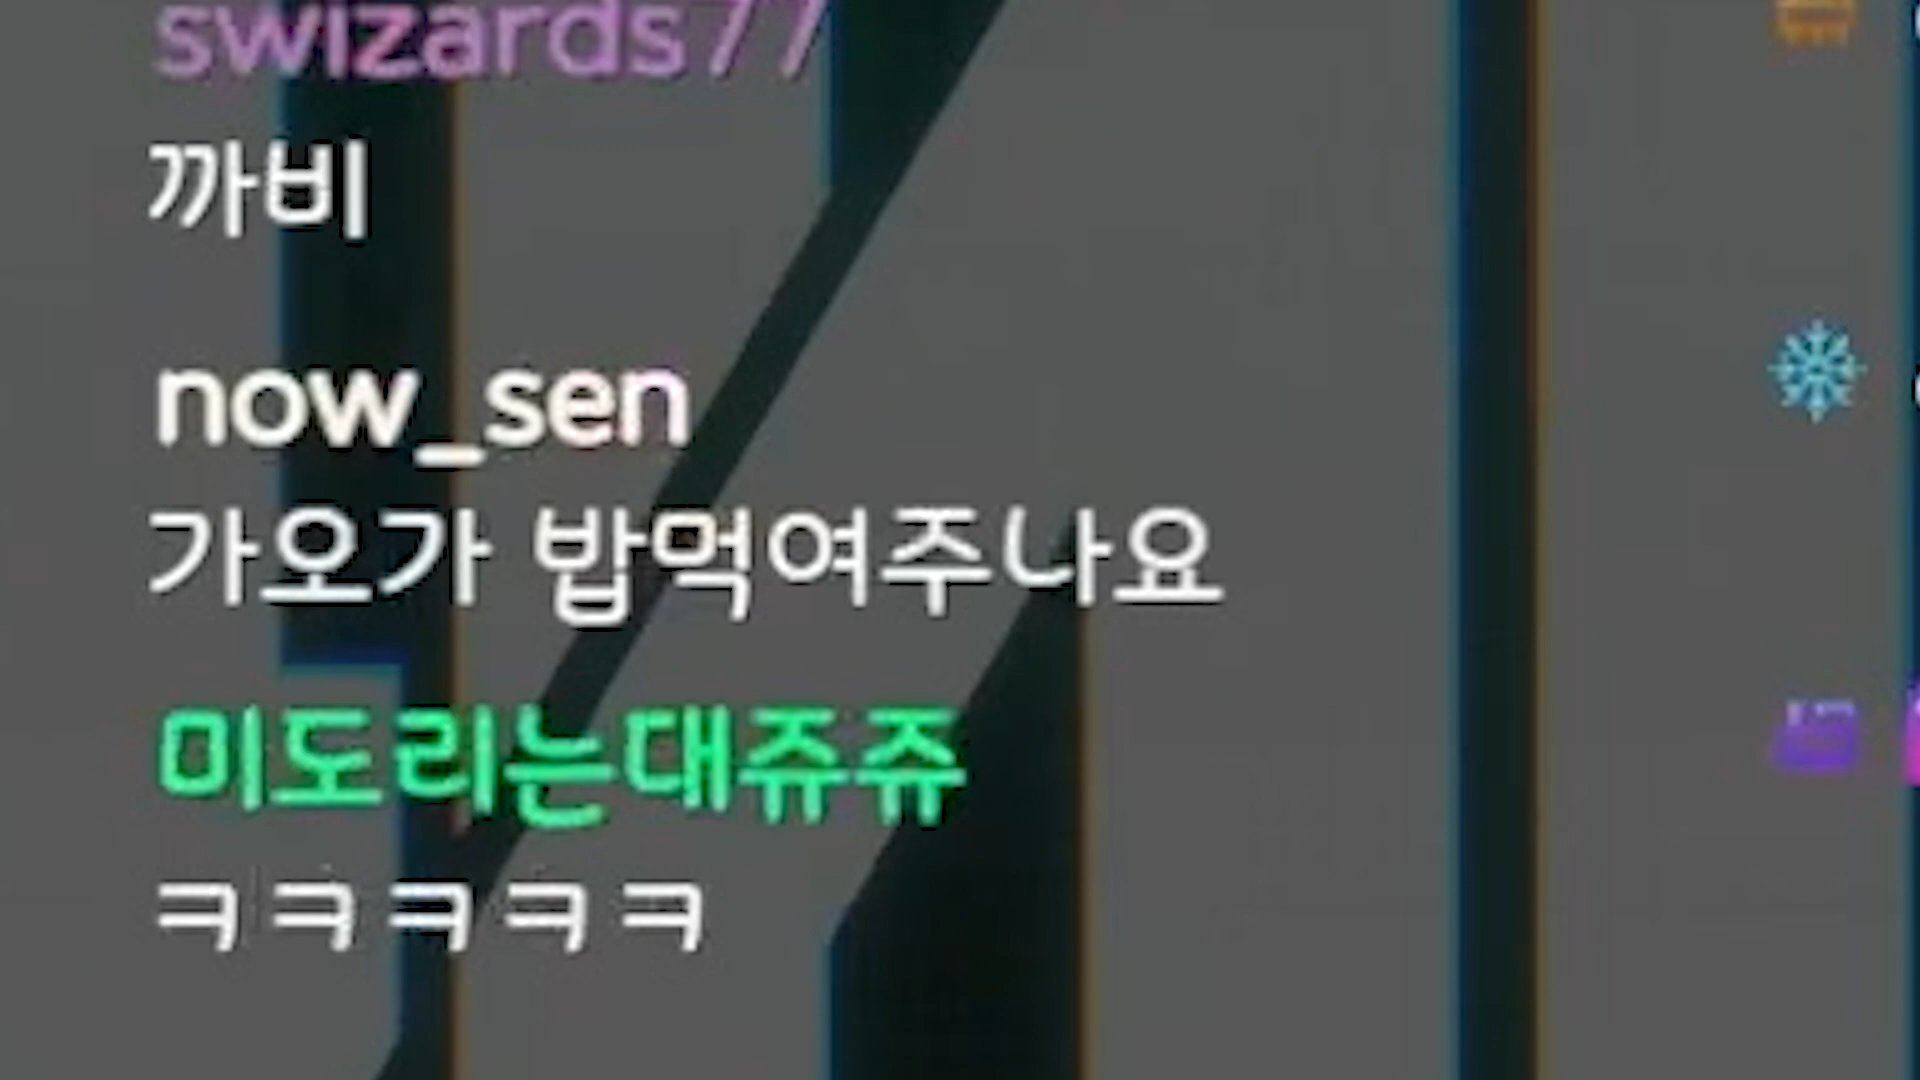 swizards77
까비
now_sen
가오가 밥먹여주나요
미도리는대쥬쥬
ㅋㅋㅋㅋㅋ